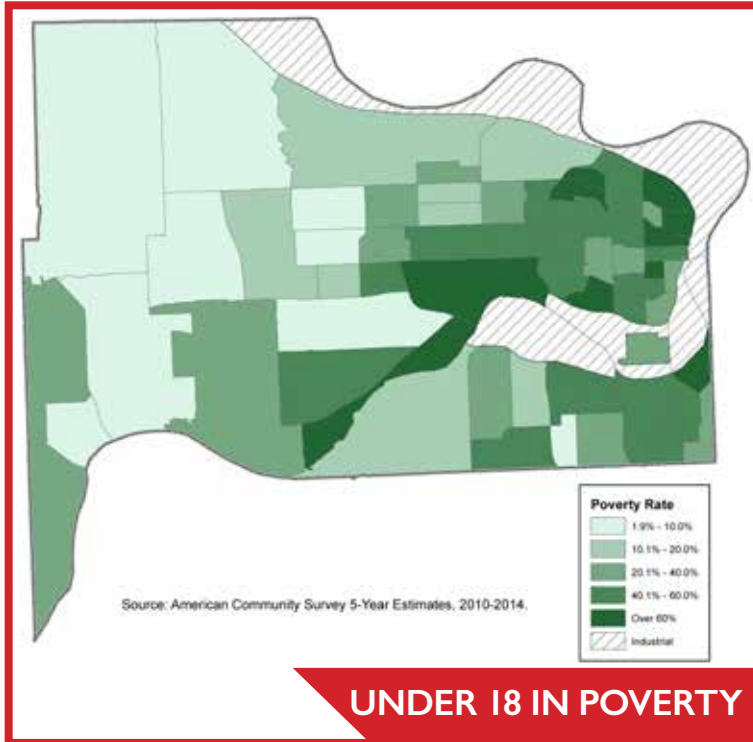 Poverty Rate
1.9% - 10.0%
10.1% - 20.0%
20.1% - 40.0%
40.1% - 60.0%
Over 60%
Industrial
Source: American Community Survey 5-Year Estimates, 2010-2014.
UNDER 18 IN POVERTY